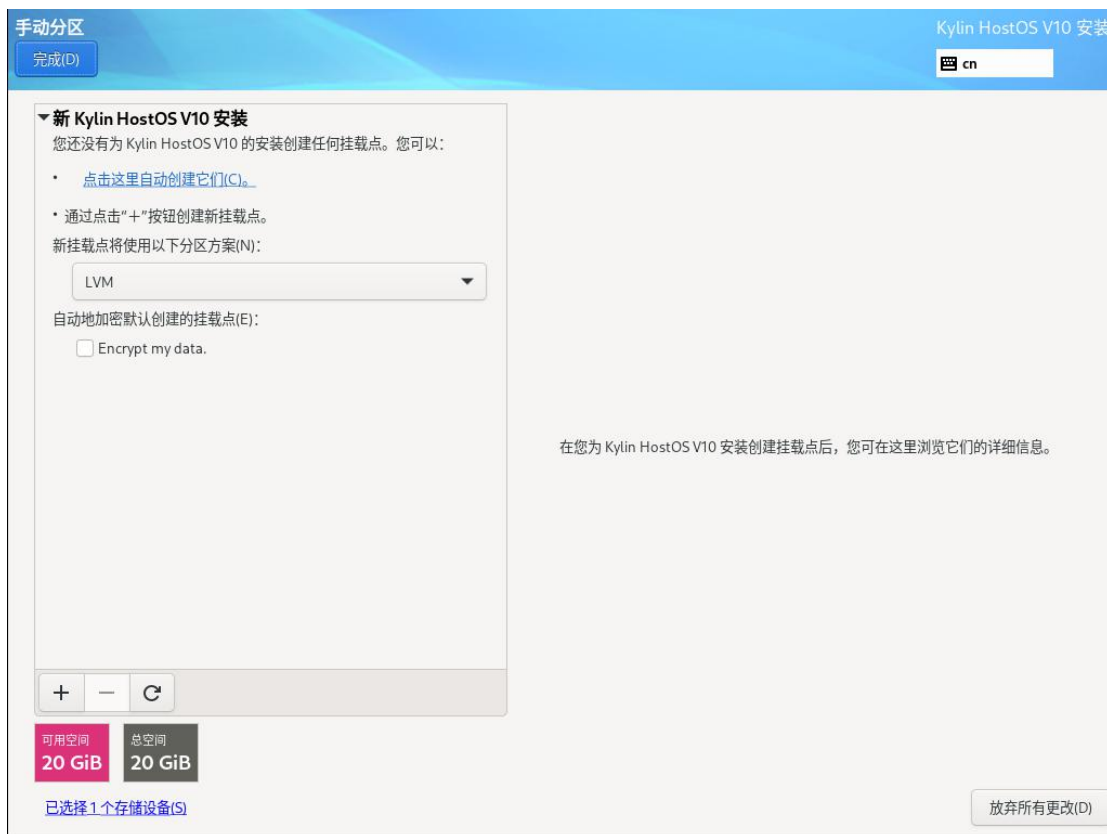 手动分区
Kylin HostOS V10 安装
完成(D)
cn
新 Kylin HostOS V10 安装
您还没有为 Kylin HostOS V10 的安装创建任何挂载点。您可以：
• 点击这里自动创建它们(C)。
• 通过点击“＋”按钮创建新挂载点。
新挂载点将使用以下分区方案(N)：
LVM
自动地加密默认创建的挂载点(E)：
Encrypt my data.
在您为 Kylin HostOS V10 安装创建挂载点后，您可在这里浏览它们的详细信息。
可用空间
20 GiB
总空间
20 GiB
已选择 1 个存储设备(S)
放弃所有更改(D)